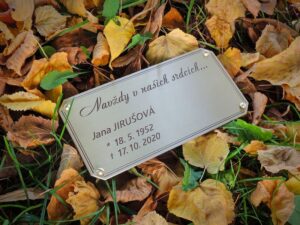 Navždy v našich srdcích...
Jana JIRUŠOVÁ
* 18. 5. 1952
† 17. 10. 2020